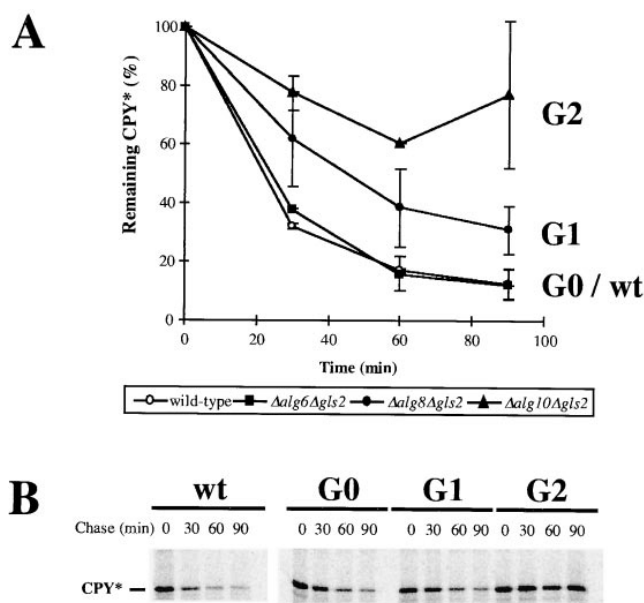 A
Remaining CPY* (%)
100
80
60
40
20
0
0 20 40 60 80 100
Time (min)
G2
G1
G0 / wt
wild-type Δalg6Δgls2 Δalg8Δgls2 Δalg10Δgls2
B
wt G0 G1 G2
Chase (min) 0 30 60 90 0 30 60 90 0 30 60 90 0 30 60 90
CPY*